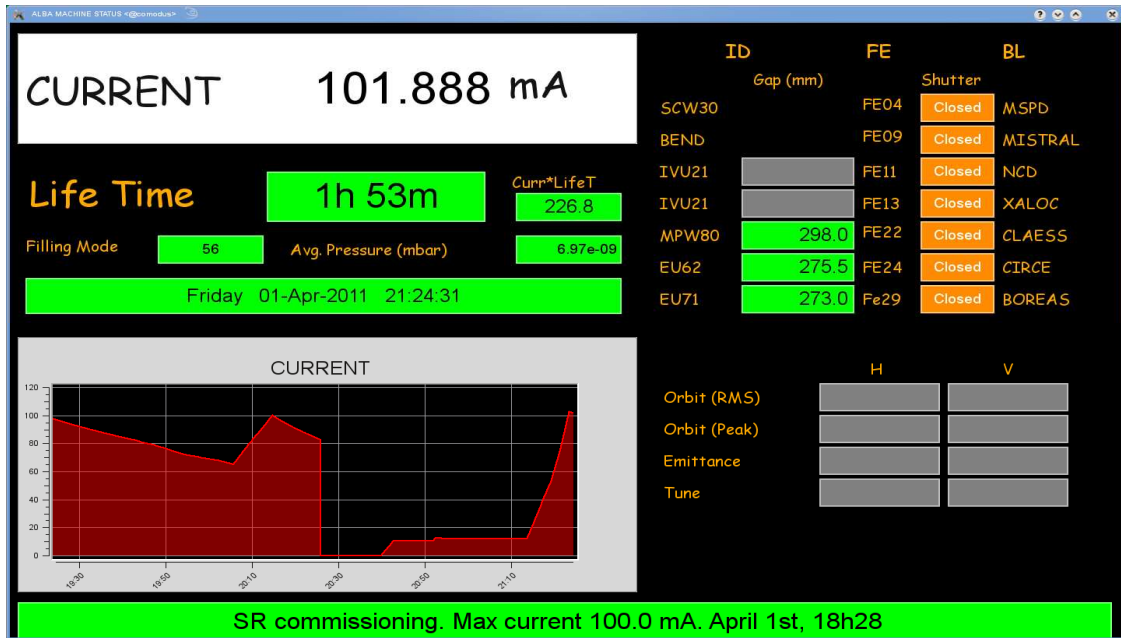 ALBA MACHINE STATUS <@comodus>
CURRENT 101.888 mA
Life Time 1h 53m
Curr*LifeT
226.8
Filling Mode 56 Avg. Pressure (mbar) 6.97e-09
Friday 01-Apr-2011 21:24:31
ID FE BL
Gap (mm) Shutter
SCW30 FE04 Closed MSPD
BEND FE09 Closed MISTRAL
IVU21 FE11 Closed NCD
IVU21 FE13 Closed XALOC
MPW80 298.0 FE22 Closed CLAESS
EU62 275.5 FE24 Closed CIRCE
EU71 273.0 Fe29 Closed BOREAS
CURRENT
120
100
80
60
40
20
0
19:30 19:50 20:10 20:30 20:50 21:10
H V
Orbit (RMS)
Orbit (Peak)
Emittance
Tune
SR commissioning. Max current 100.0 mA. April 1st, 18h28